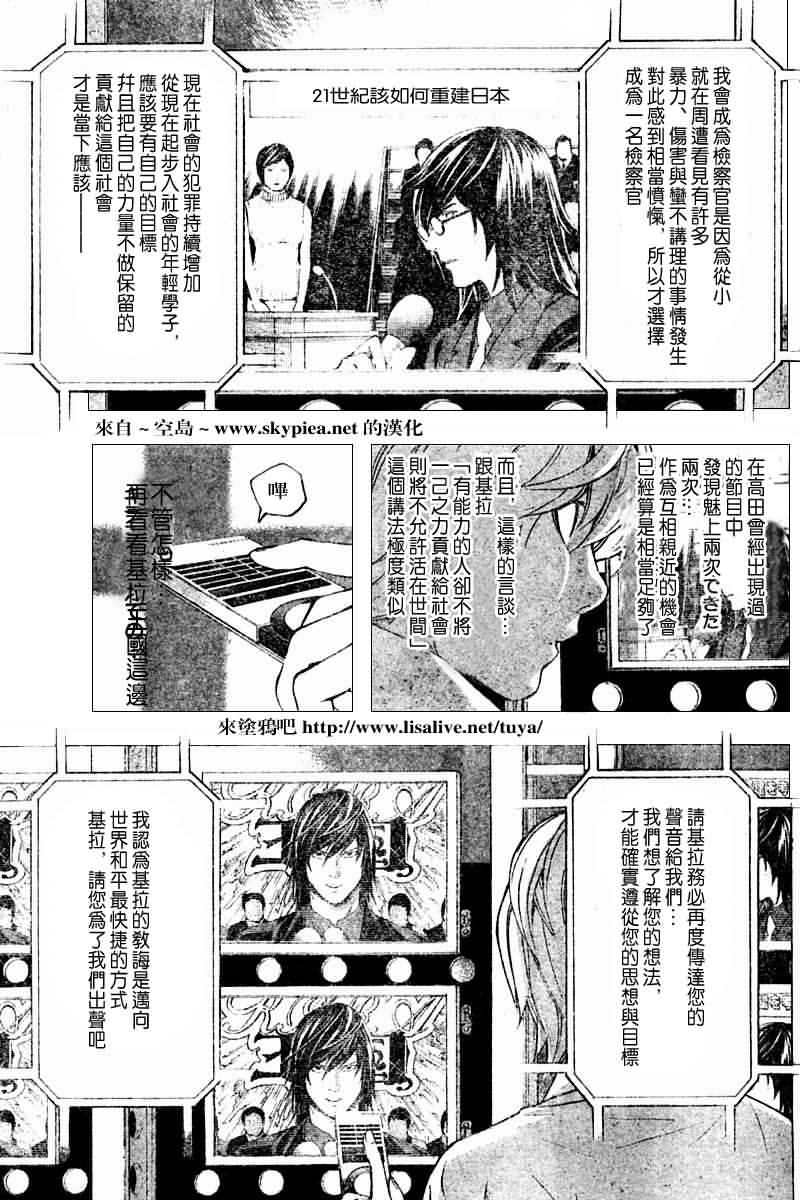 21世紀該如何重建日本
我會成為檢察官是因為從小
就在周遭看見有許多
暴力、傷害與蠻不講理的事情發生
對此感到相當憤慨，所以才選擇
成為一名檢察官
現在社會的犯罪持續增加
從現在起步入社會的年輕學子，
應該要有自己的目標
并且把自己的力量不做保留的
貢獻給這個社會
才是當下應該——
來自～空島～www.skypiea.net 的漢化
在高田曾經出現過
的節目中
發現魅上兩次できた
兩次…
作為互相親近的機會
已經算是相當足夠了
而且，這樣的言談…
跟基拉
「有能力的人卻不將
一己之力貢獻給社會
則將不允許活在世間」
這個講法極度類似
嗶
不管怎樣…
再看看基拉王國這邊
來塗鴉吧 http://www.lisalive.net/tuya/
請基拉務必再度傳達您的
聲音給我們…
我們想了解您的想法，
才能確實遵從您的思想與目標
我認為基拉的教誨是邁向
世界和平最快捷的方式
基拉，請您為了我們出聲吧